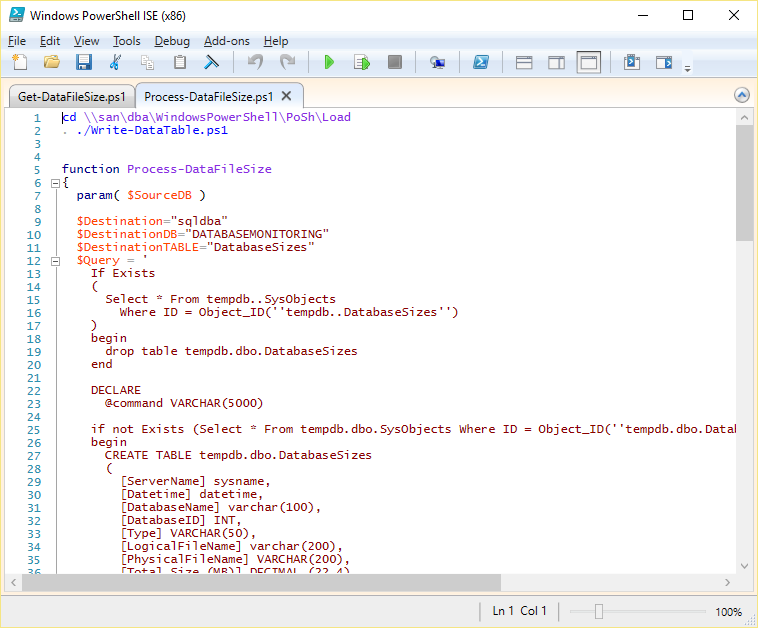 Windows PowerShell ISE (x86)
File Edit View Tools Debug Add-ons Help
Get-DataFileSize.ps1 Process-DataFileSize.ps1
1 cd \\san\dba\WindowsPowerShell\PoSh\Load
2 . ./Write-DataTable.ps1
3
4
5 function Process-DataFileSize
6 {
7 param( $SourceDB )
8
9 $Destination="sqldba"
10 $DestinationDB="DATABASEMONITORING"
11 $DestinationTABLE="DatabaseSizes"
12 $Query = '
13 If Exists
14 (
15 Select * From tempdb..SysObjects
16 Where ID = Object_ID(''tempdb..DatabaseSizes'')
17 )
18 begin
19 drop table tempdb.dbo.DatabaseSizes
20 end
21
22 DECLARE
23 @command VARCHAR(5000)
24
25 if not Exists (Select * From tempdb.dbo.SysObjects Where ID = Object_ID(''tempdb.dbo.Datab
26 begin
27 CREATE TABLE tempdb.dbo.DatabaseSizes
28 (
29 [ServerName] sysname,
30 [Datetime] datetime,
31 [DatabaseName] varchar(100),
32 [DatabaseID] INT,
33 [Type] VARCHAR(50),
34 [LogicalFileName] varchar(200),
35 [PhysicalFileName] VARCHAR(200),
36 [Total Size (MB)] DECIMAL (22,4)
Ln 1 Col 1 100%